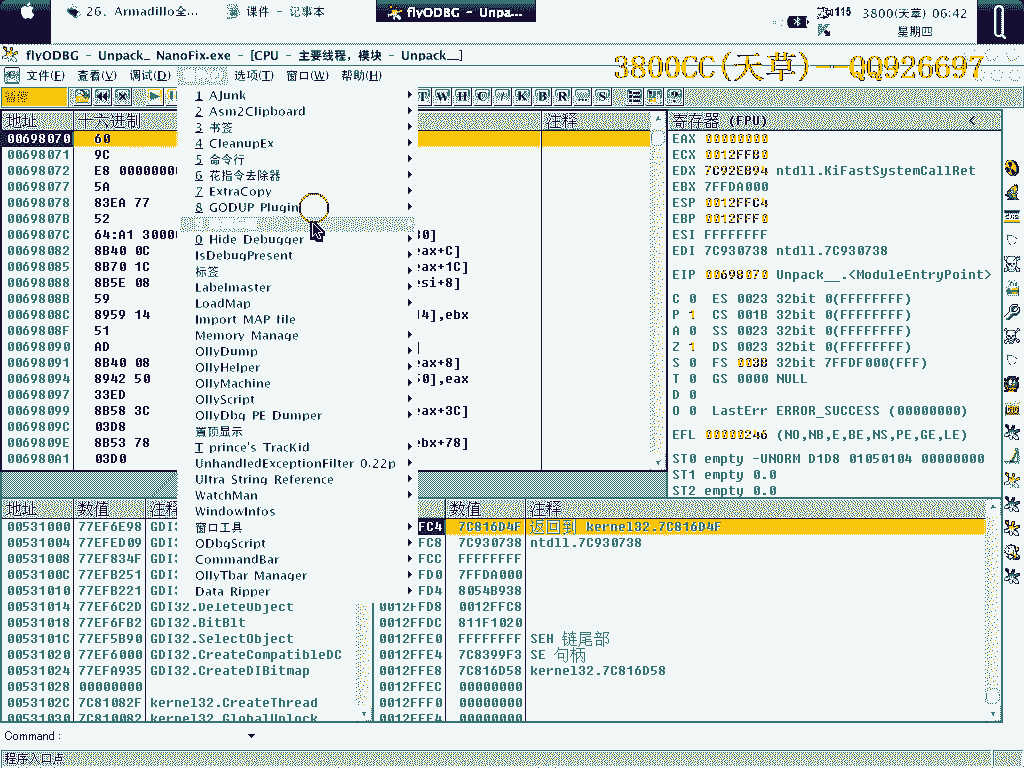 26. Armadillo全...
课件 - 记事本
flyODBG - Unpa...
115
3800(天草) 06:42
星期四
flyODBG - Unpack_ NanoFix.exe - [CPU - 主要线程, 模块 - Unpack__]
文件(F) 查看(V) 调试(D) 选项(T) 窗口(W) 帮助(H)
3800CC(天草)--QQ926697
暂停
T W H C / K B R ... S
地址 十六进制 注释
00698070 60
00698071 9C
00698072 E8 0000000
00698077 5A
00698078 83EA 77
0069807B 52
0069807C 64:A1 3000
00698082 8B40 0C eax+C]
00698085 8B70 1C eax+1C]
00698088 8B5E 08 esi+8]
0069808B 59
0069808C 8959 14 14],ebx
0069808F 51
00698090 AD
00698091 8B40 08 eax+8]
00698094 8942 50 50],eax
00698097 33ED
00698099 8B58 3C eax+3C]
0069809C 03D8
0069809E 8B53 78 ebx+78]
006980A1 03D0
1 AJunk
2 Asm2Clipboard
3 书签
4 CleanupEx
5 命令行
6 花指令去除器
7 ExtraCopy
8 GODUP Plugin
0 Hide Debugger
IsDebugPresent
标签
Labelmaster
LoadMap
Import MAP file
Memory Manage
OllyDump
OllyHelper
OllyMachine
OllyScript
OllyDbg PE Dumper
置顶显示
T prince's TracKid
UnhandledExceptionFilter 0.22p
Ultra String Reference
WatchMan
WindowInfos
窗口工具
ODbgScript
CommandBar
OllyTbar Manager
Data Ripper
寄存器 (FPU) <
EAX 00000000
ECX 0012FFB0
EDX 7C92EB94 ntdll.KiFastSystemCallRet
EBX 7FFDA000
ESP 0012FFC4
EBP 0012FFF0
ESI FFFFFFFF
EDI 7C930738 ntdll.7C930738
EIP 00698070 Unpack__.<ModuleEntryPoint>
C 0 ES 0023 32bit 0(FFFFFFFF)
P 1 CS 001B 32bit 0(FFFFFFFF)
A 0 SS 0023 32bit 0(FFFFFFFF)
Z 1 DS 0023 32bit 0(FFFFFFFF)
S 0 FS 003B 32bit 7FFDF000(FFF)
T 0 GS 0000 NULL
D 0
O 0 LastErr ERROR_SUCCESS (00000000)
EFL 00000246 (NO,NB,E,BE,NS,PE,GE,LE)
ST0 empty -UNORM D1D8 01050104 00000000
ST1 empty 0.0
ST2 empty 0.0
地址 数值 注释
00531000 77EF6E98 GDI3
00531004 77EFED09 GDI3
00531008 77EF834F GDI3
0053100C 77EFB251 GDI3
00531010 77EFB221 GDI3
00531014 77EF6C2D GDI32.DeleteObject
00531018 77EF6FB2 GDI32.BitBlt
0053101C 77EF5B90 GDI32.SelectObject
00531020 77EF6000 GDI32.CreateCompatibleDC
00531024 77EFA935 GDI32.CreateDIBitmap
00531028 00000000
0053102C 7C81082F kernel32.CreateThread
00531030 7C810082 kernel32.GlobalUnlock
数值 注释
FC4 7C816D4F 返回到 kernel32.7C816D4F
FC8 7C930738 ntdll.7C930738
FCC FFFFFFFF
FD0 7FFDA000
FD4 8054B938
0012FFD8 0012FFC8
0012FFDC 811F1020
0012FFE0 FFFFFFFF SEH 链尾部
0012FFE4 7C8399F3 SE 句柄
0012FFE8 7C816D58 kernel32.7C816D58
0012FFEC 00000000
0012FFF0 00000000
0012FFF4 00000000
Command :
程序入口点